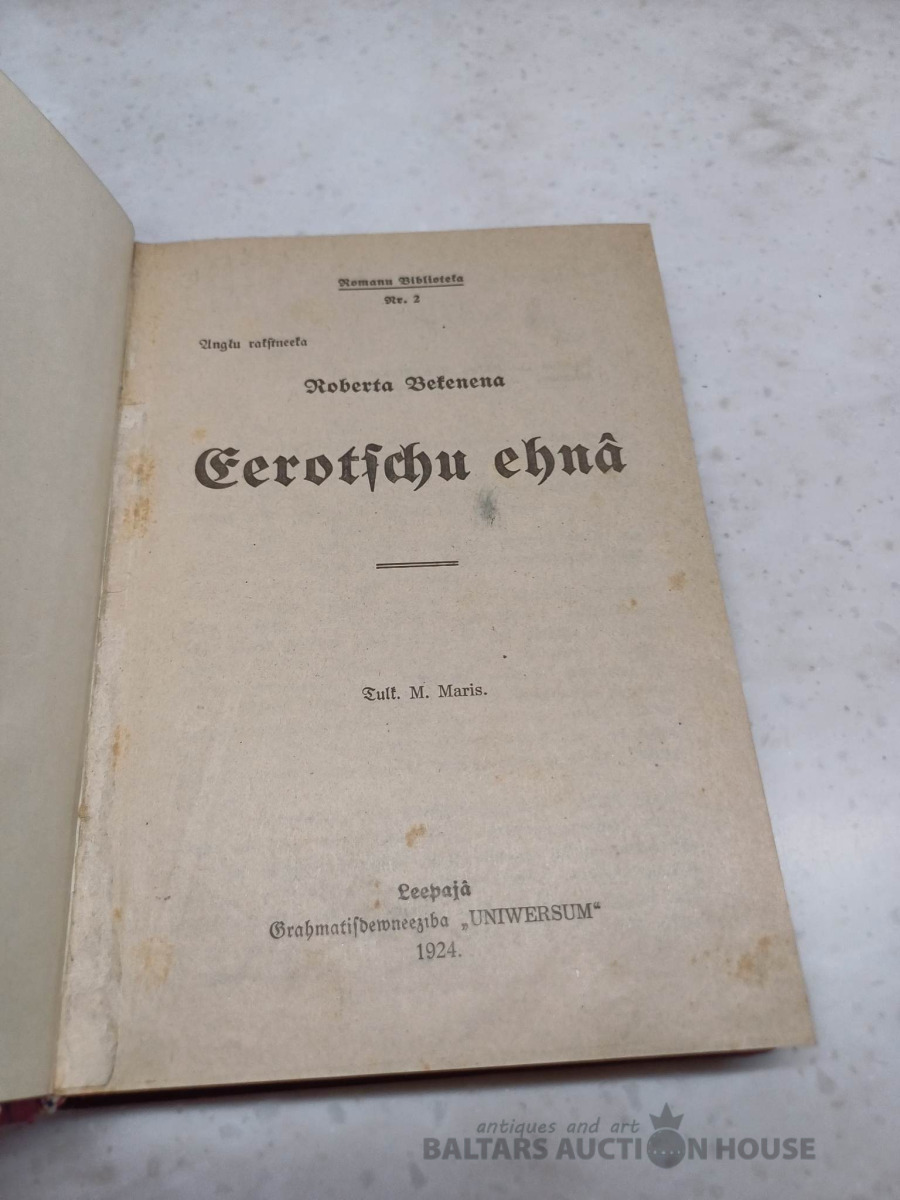 Romanu Biblioteka
Nr. 2
Angļu rakstneeka
Roberta Bekenena
Eerotſchu ehnâ
Tulk. M. Maris.
Leepajâ
Grahmatiſdewneeziba „UNIWERSUM“
1924.
antiques and art
BALTARS AUCTION HOUSE